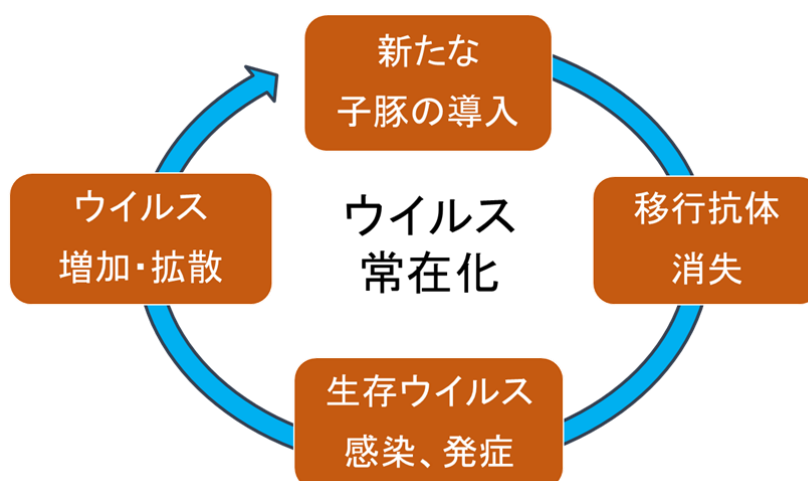 新たな
子豚の導入
移行抗体
消失
生存ウイルス
感染、発症
ウイルス
増加・拡散
ウイルス
常在化